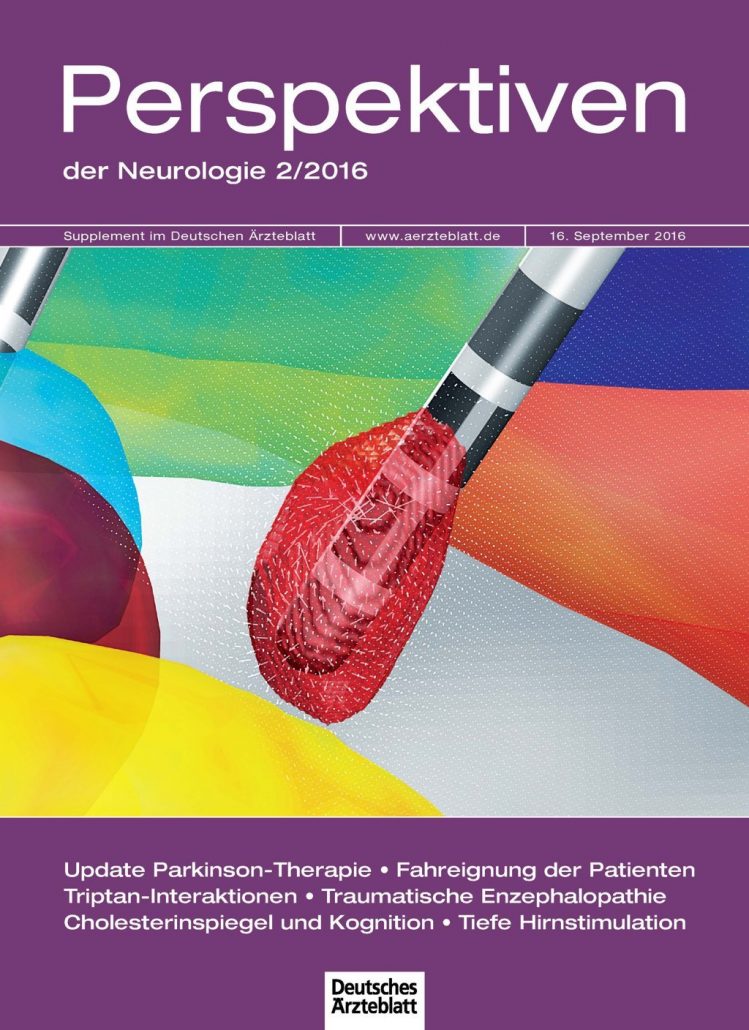 Perspektiven
der Neurologie 2/2016
Supplement im Deutschen Ärzteblatt | www.aerzteblatt.de | 16. September 2016
Update Parkinson-Therapie • Fahreignung der Patienten
Triptan-Interaktionen • Traumatische Enzephalopathie
Cholesterinspiegel und Kognition • Tiefe Hirnstimulation
Deutsches
Ärzteblatt